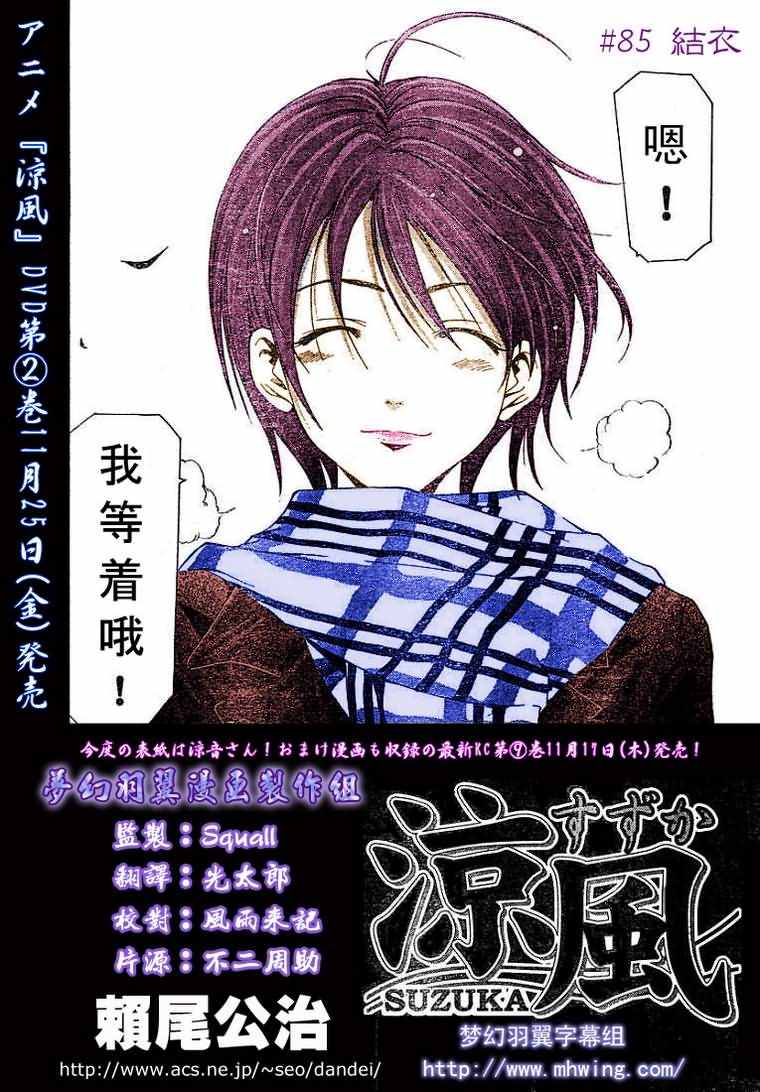 #85 結衣
嗯！
我等着哦！
アニメ『涼風』DVD第②巻11月25日(金)発売
今度の表紙は涼音さん！おまけ漫画も収録の最新KC第⑨巻11月17日(木)発売！
夢幻羽翼漫画製作組
監製：Squall
翻譯：光太郎
校對：風雨来記
片源：不二周助
賴尾公治
http://www.acs.ne.jp/~seo/dandei/
すずか
涼風
SUZUKA
梦幻羽翼字幕组
http://www.mhwing.com/